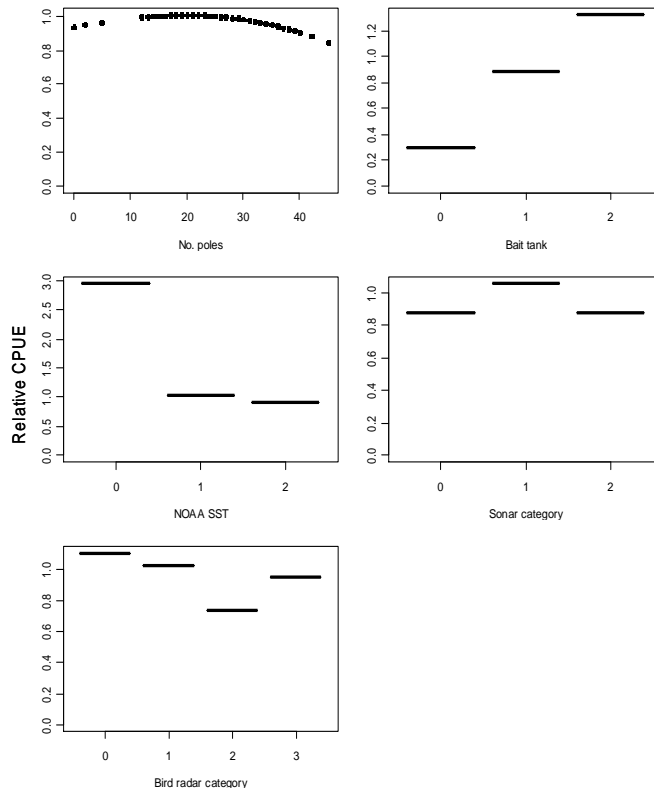 0.0 0.2 0.4 0.6 0.8 1.0
0 10 20 30 40
No. poles
0.0 0.2 0.4 0.6 0.8 1.0 1.2
0 1 2
Bait tank
Relative CPUE
0.0 0.5 1.0 1.5 2.0 2.5 3.0
0 1 2
NOAA SST
0.0 0.2 0.4 0.6 0.8 1.0
0 1 2
Sonar category
0.0 0.2 0.4 0.6 0.8 1.0
0 1 2 3
Bird radar category